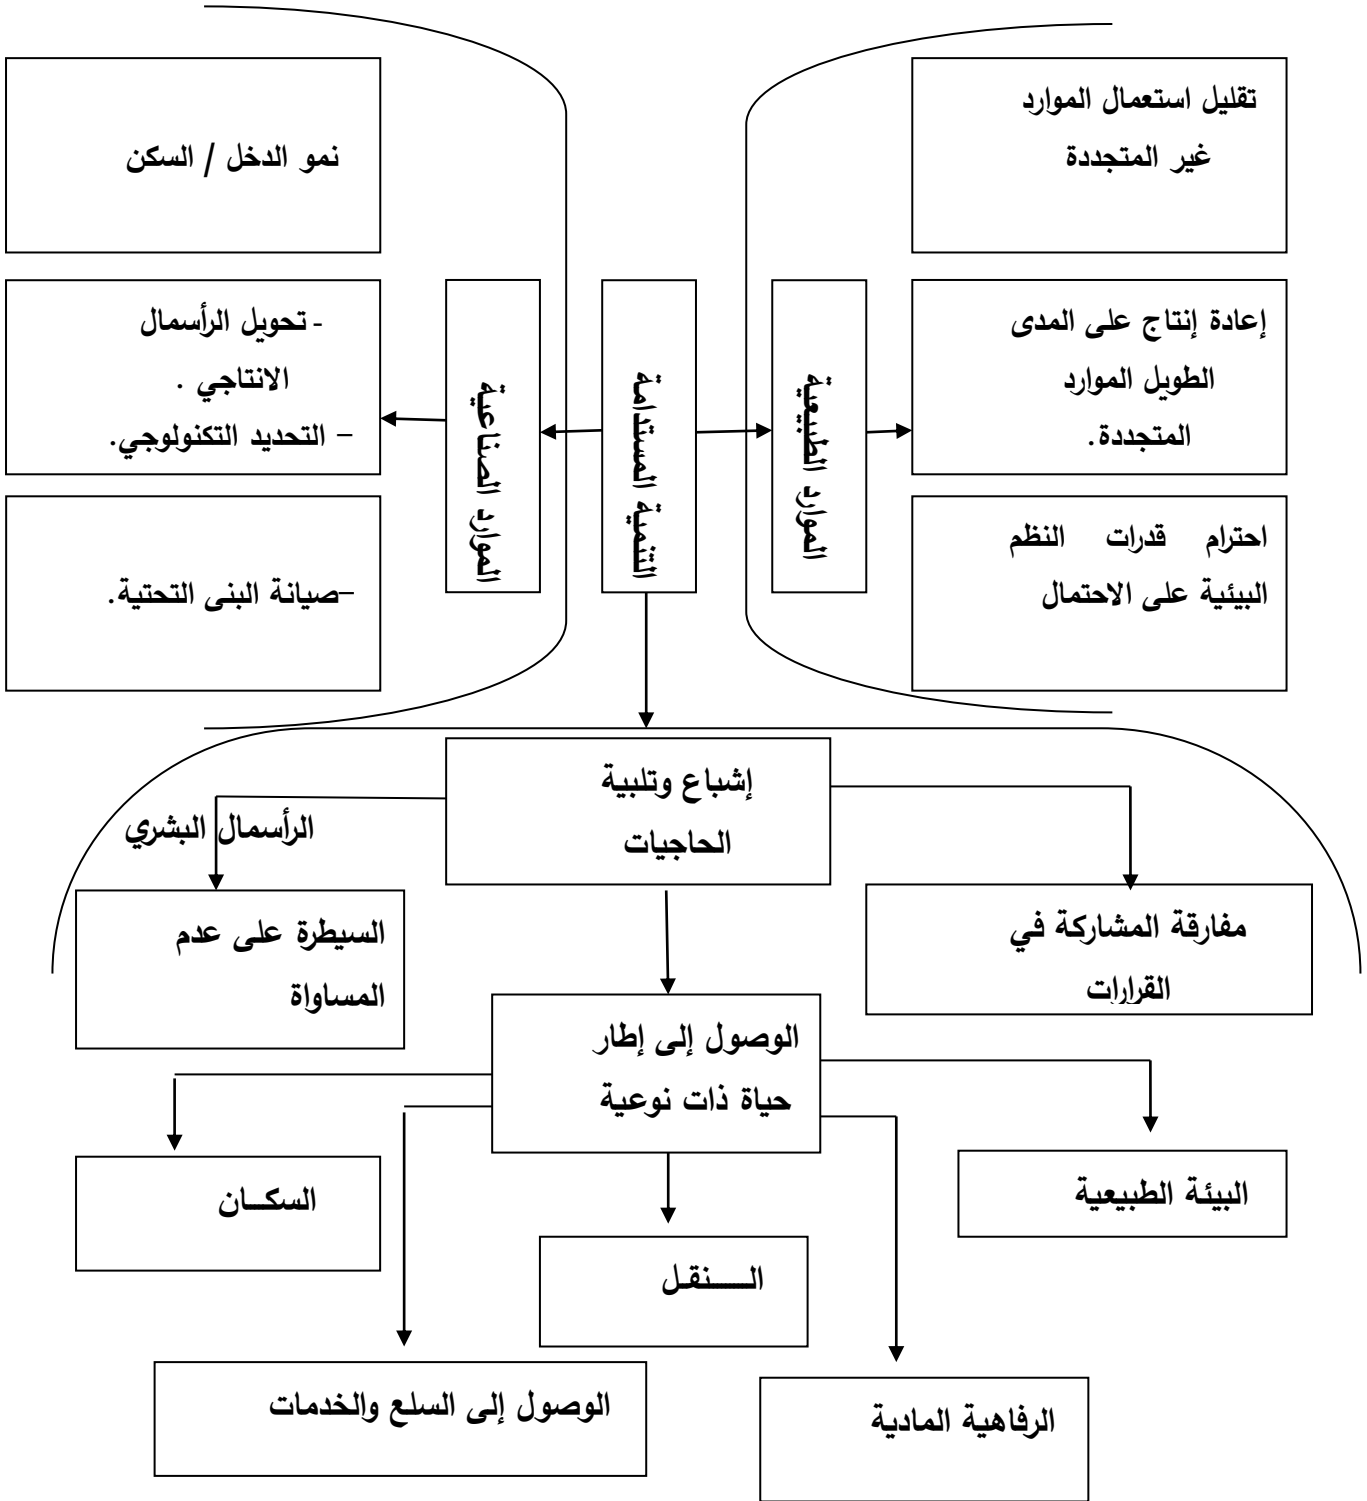 تقليل استعمال الموارد
غير المتجددة
نمو الدخل / السكن
إعادة إنتاج على المدى
الطويل الموارد
المتجددة.
الموارد الطبيعية
التنمية المستدامة
الموارد الصناعية
- تحويل الرأسمال
الانتاجي .
– التحديد التكنولوجي.
احترام قدرات النظم
البيئية على الاحتمال
–صيانة البنى التحتية.
إشباع وتلبية
الحاجيات
الرأسمال البشري
مفارقة المشاركة في
القرارات
السيطرة على عدم
المساواة
الوصول إلى إطار
حياة ذات نوعية
البيئة الطبيعية
السكــان
الـــــنقـل
الوصول إلى السلع والخدمات
الرفاهية المادية